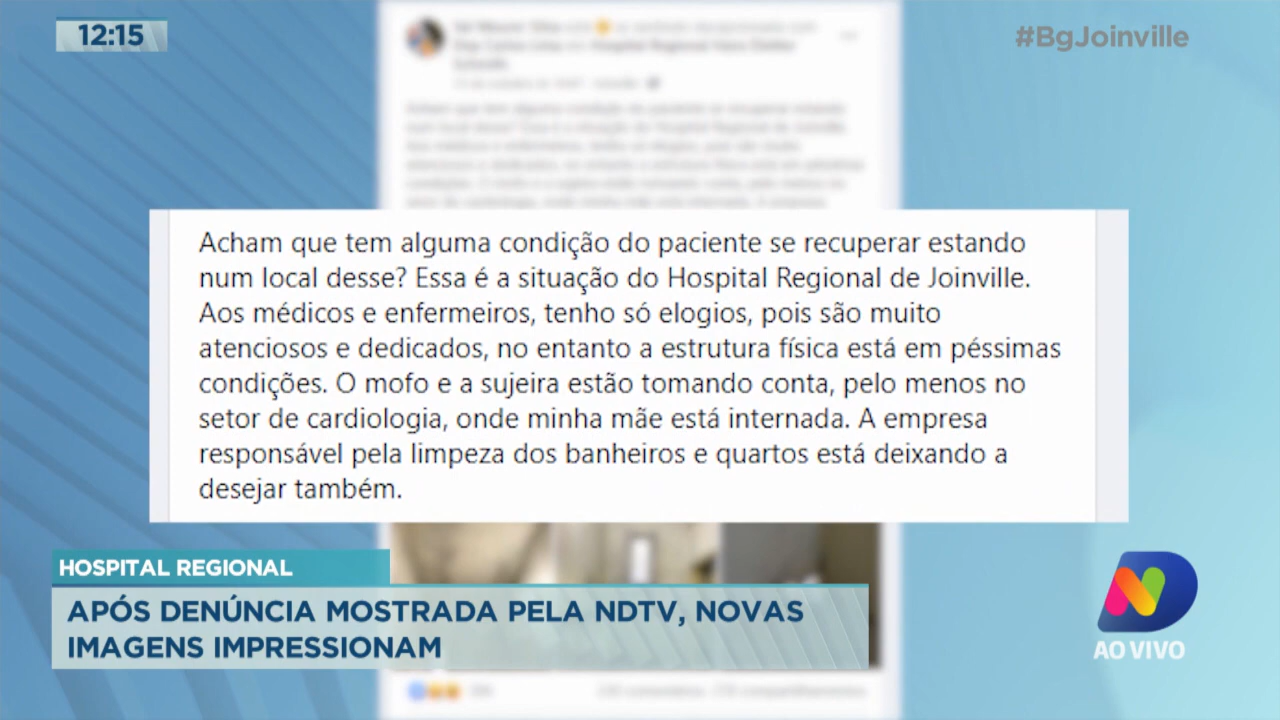 12:15
#BgJoinville
Acham que tem alguma condição do paciente se recuperar estando
num local desse? Essa é a situação do Hospital Regional de Joinville.
Aos médicos e enfermeiros, tenho só elogios, pois são muito
atenciosos e dedicados, no entanto a estrutura física está em péssimas
condições. O mofo e a sujeira estão tomando conta, pelo menos no
setor de cardiologia, onde minha mãe está internada. A empresa
responsável pela limpeza dos banheiros e quartos está deixando a
desejar também.
HOSPITAL REGIONAL
APÓS DENÚNCIA MOSTRADA PELA NDTV, NOVAS
IMAGENS IMPRESSIONAM
AO VIVO